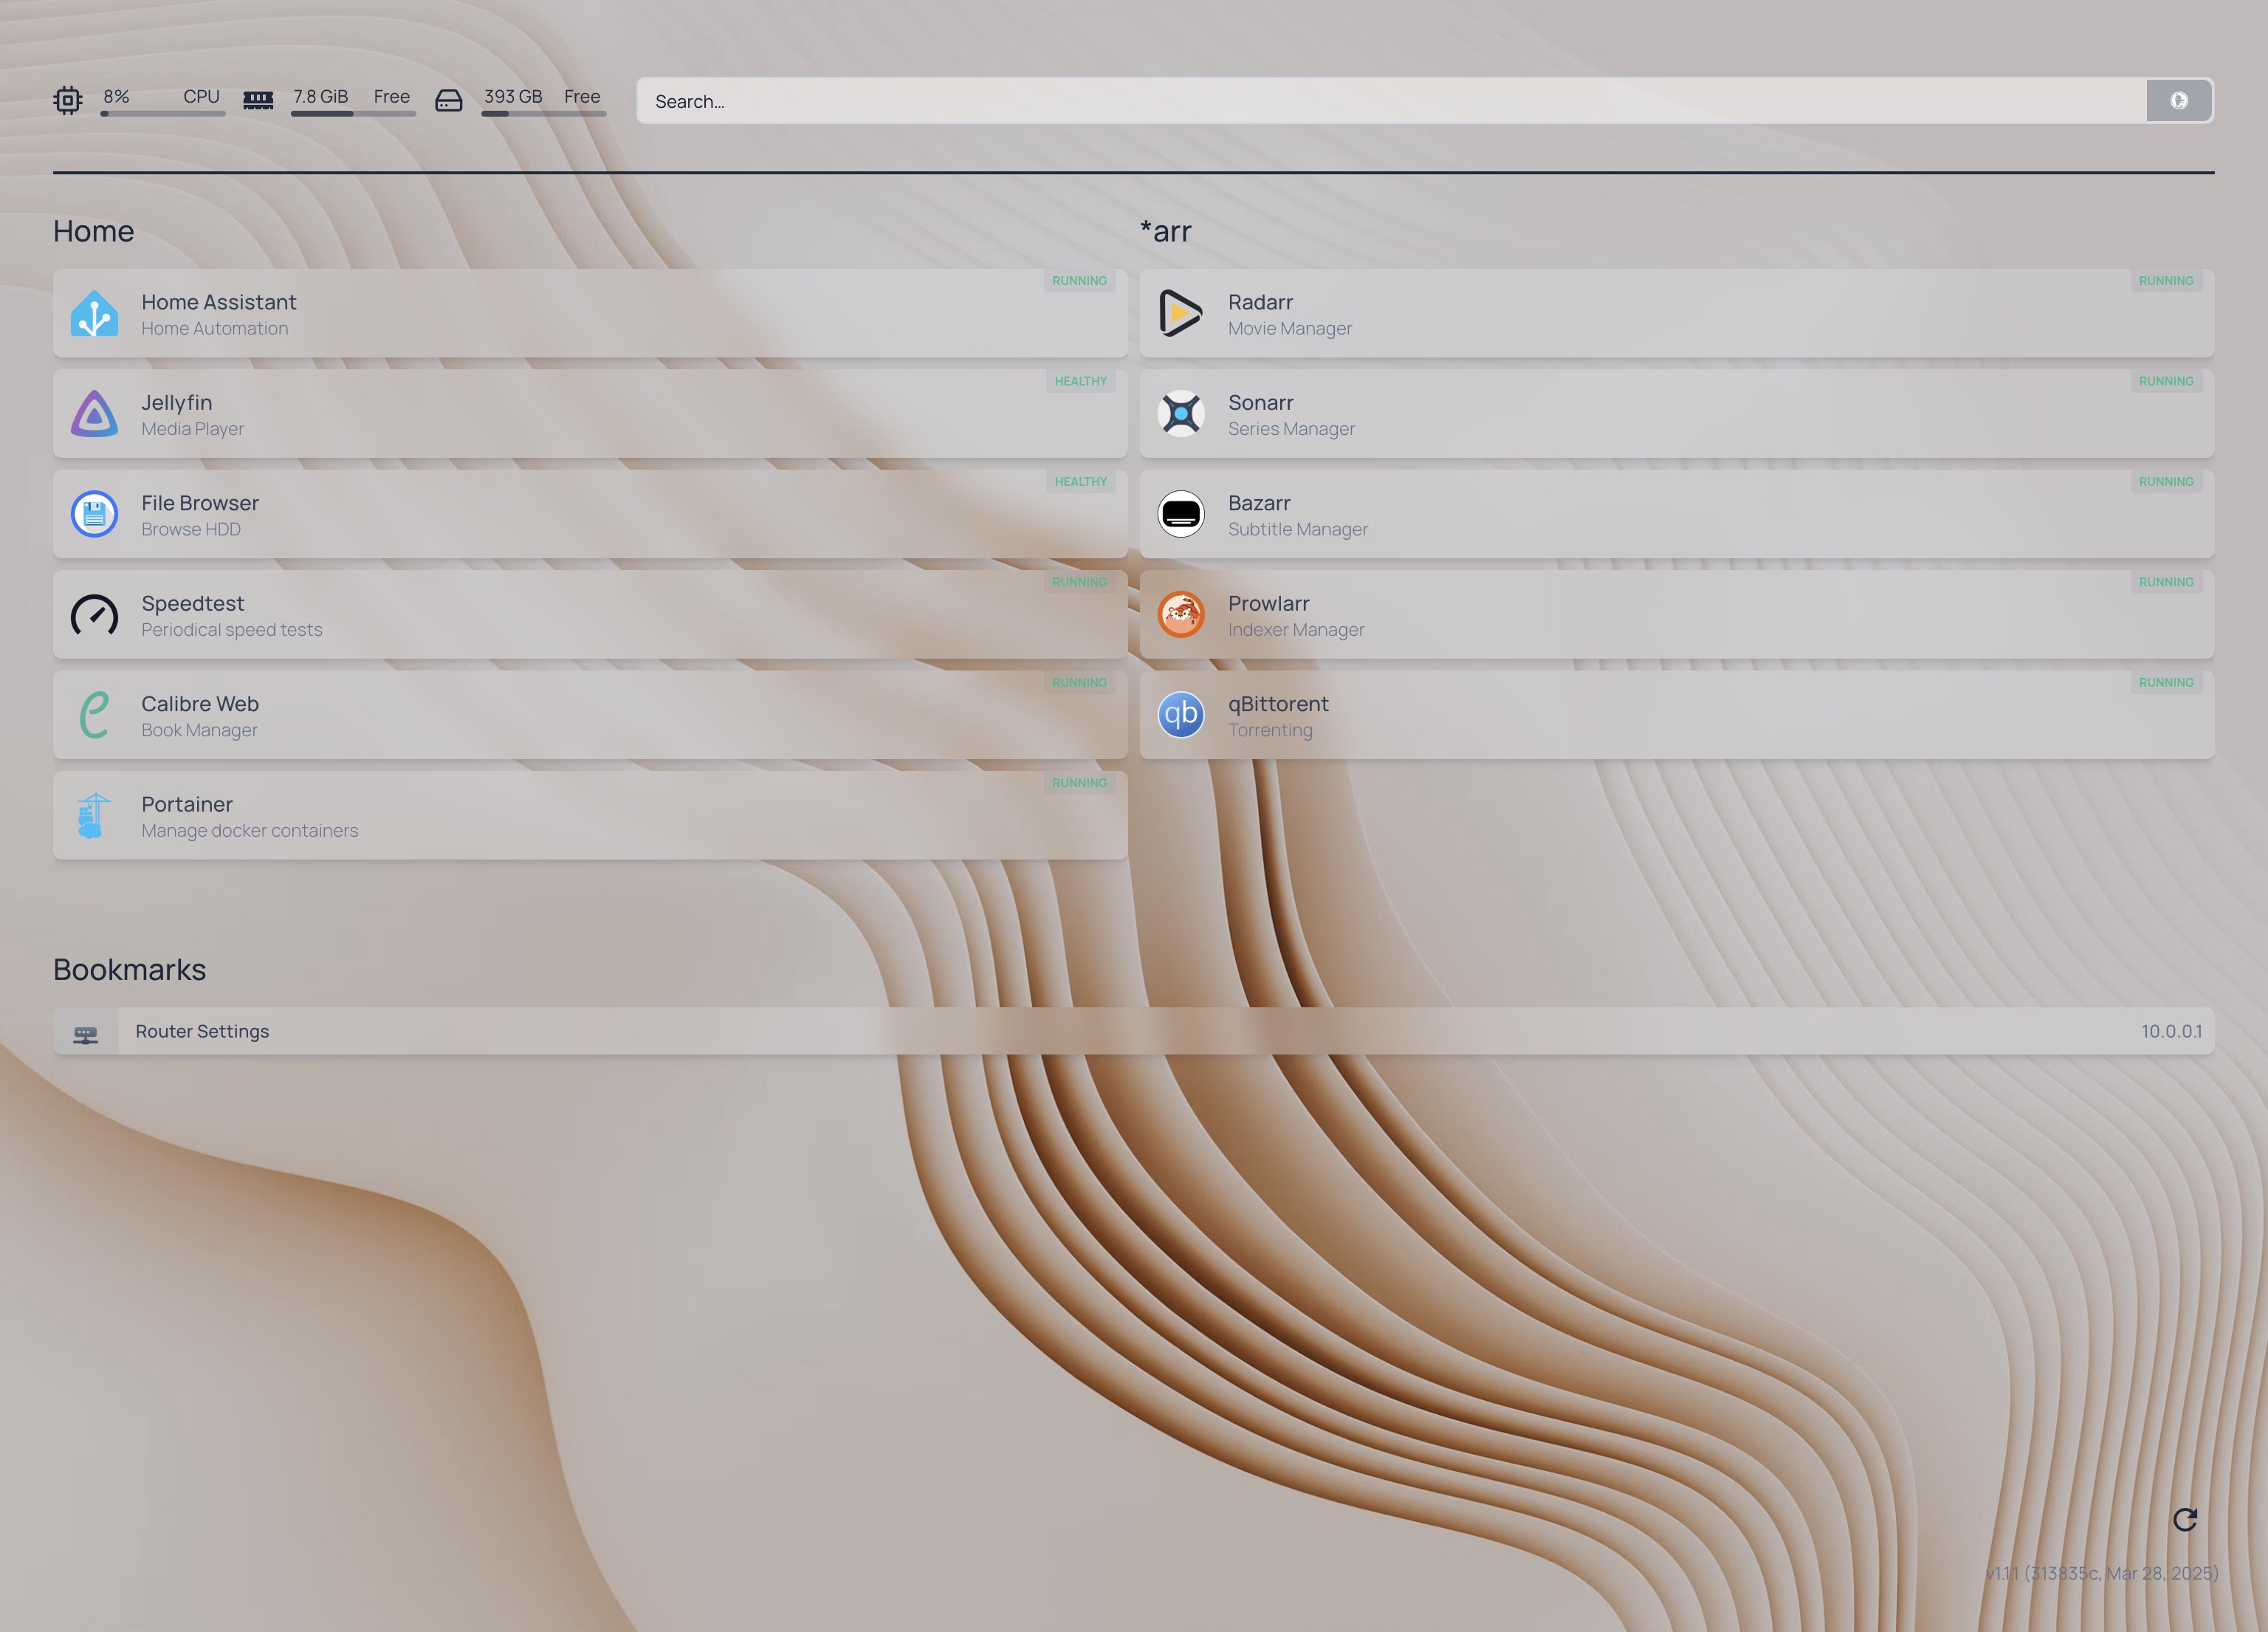 8% CPU 7.8 GiB Free 393 GB Free Search...
Home
RUNNING
Home Assistant
Home Automation
HEALTHY
Jellyfin
Media Player
HEALTHY
File Browser
Browse HDD
RUNNING
Speedtest
Periodical speed tests
RUNNING
Calibre Web
Book Manager
RUNNING
Portainer
Manage docker containers
*arr
RUNNING
Radarr
Movie Manager
RUNNING
Sonarr
Series Manager
RUNNING
Bazarr
Subtitle Manager
RUNNING
Prowlarr
Indexer Manager
RUNNING
qb
qBittorent
Torrenting
Bookmarks
Router Settings 10.0.0.1
v1.1.1 (313835c, Mar 28, 2025)